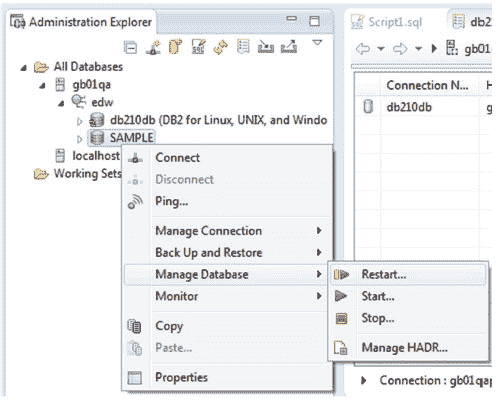 Administration Explorer
Script1.sql
db2
All Databases
gb01qa
edw
db210db (DB2 for Linux, UNIX, and Windo
SAMPLE
localhost
Working Sets
gb01
Connection N...
H
db210db
g
Connect
Disconnect
Ping...
Manage Connection
Back Up and Restore
Manage Database
Monitor
Copy
Paste...
Properties
Restart...
Start...
Stop...
Manage HADR...
Connection : gb01qap